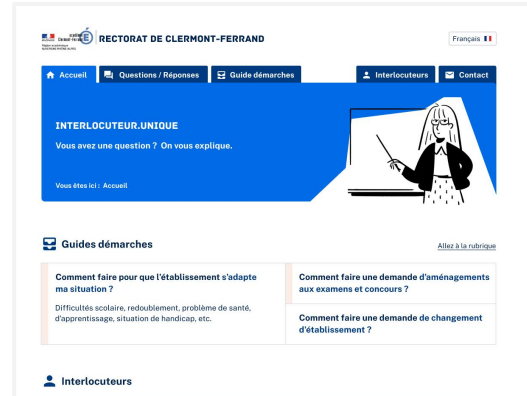 académie
Clermont-Ferrand
RECTORAT DE CLERMONT-FERRAND
Français
Accueil
Questions / Réponses
Guide démarches
Interlocuteurs
Contact
INTERLOCUTEUR.UNIQUE
Vous avez une question ? On vous explique.
Vous êtes ici : Accueil
Guides démarches
Allez à la rubrique
Comment faire pour que l'établissement s'adapte
ma situation ?
Difficultés scolaire, redoublement, problème de santé,
d'apprentissage, situation de handicap, etc.
Comment faire une demande d'aménagements
aux examens et concours ?
Comment faire une demande de changement
d'établissement ?
Interlocuteurs